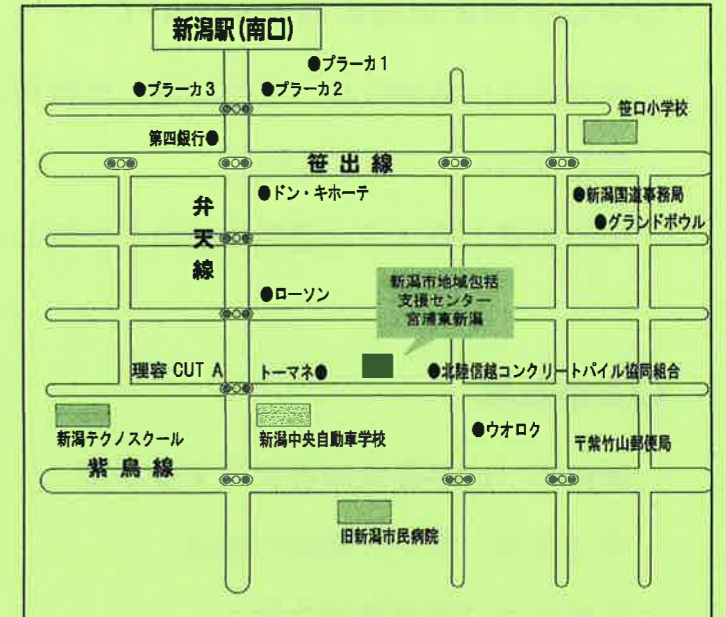 新潟駅(南口)
●プラーカ1
●プラーカ3
●プラーカ2
笹口小学校
第四銀行●
笹出線
弁天線
●ドン・キホーテ
●新潟国道事務局
●グランドボウル
新潟市地域包括
支援センター
宮浦東新潟
●ローソン
理容 CUT A
トーマネ●
●北陸信越コンクリートパイル協同組合
新潟テクノスクール
新潟中央自動車学校
●ウオロク
〒紫竹山郵便局
紫鳥線
旧新潟市民病院